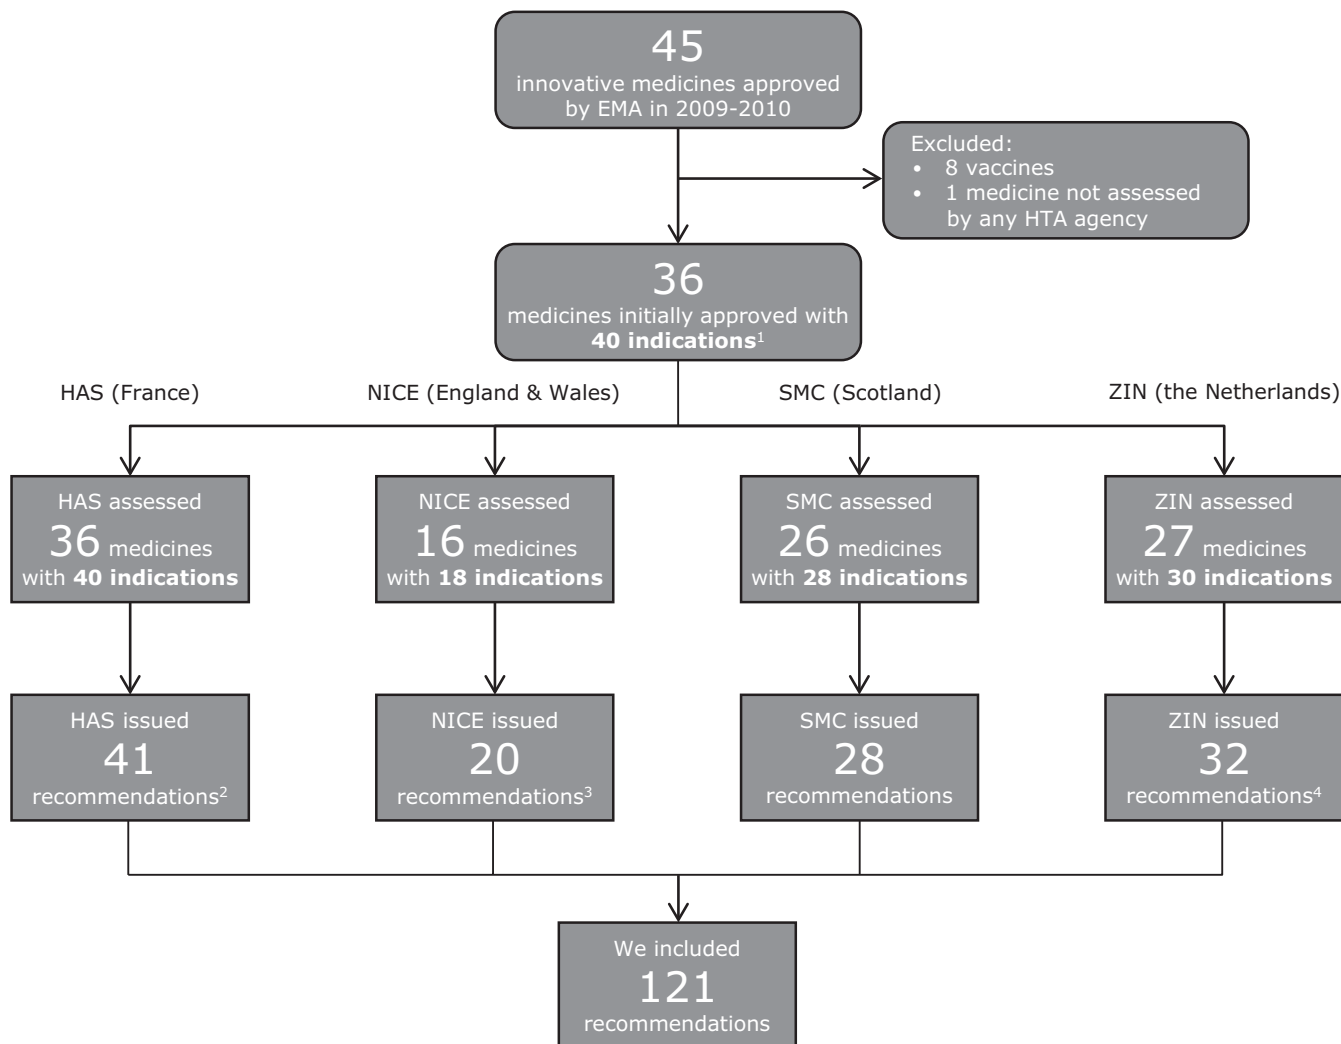 45
innovative medicines approved
by EMA in 2009-2010
Excluded:
• 8 vaccines
• 1 medicine not assessed
by any HTA agency
36
medicines initially approved with
40 indications¹
HAS (France)
NICE (England & Wales)
SMC (Scotland)
ZIN (the Netherlands)
HAS assessed
36 medicines
with 40 indications
NICE assessed
16 medicines
with 18 indications
SMC assessed
26 medicines
with 28 indications
ZIN assessed
27 medicines
with 30 indications
HAS issued
41
recommendations²
NICE issued
20
recommendations³
SMC issued
28
recommendations
ZIN issued
32
recommendations⁴
We included
121
recommendations